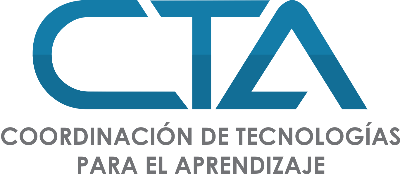 CTA
COORDINACIÓN DE TECNOLOGÍAS
PARA EL APRENDIZAJE